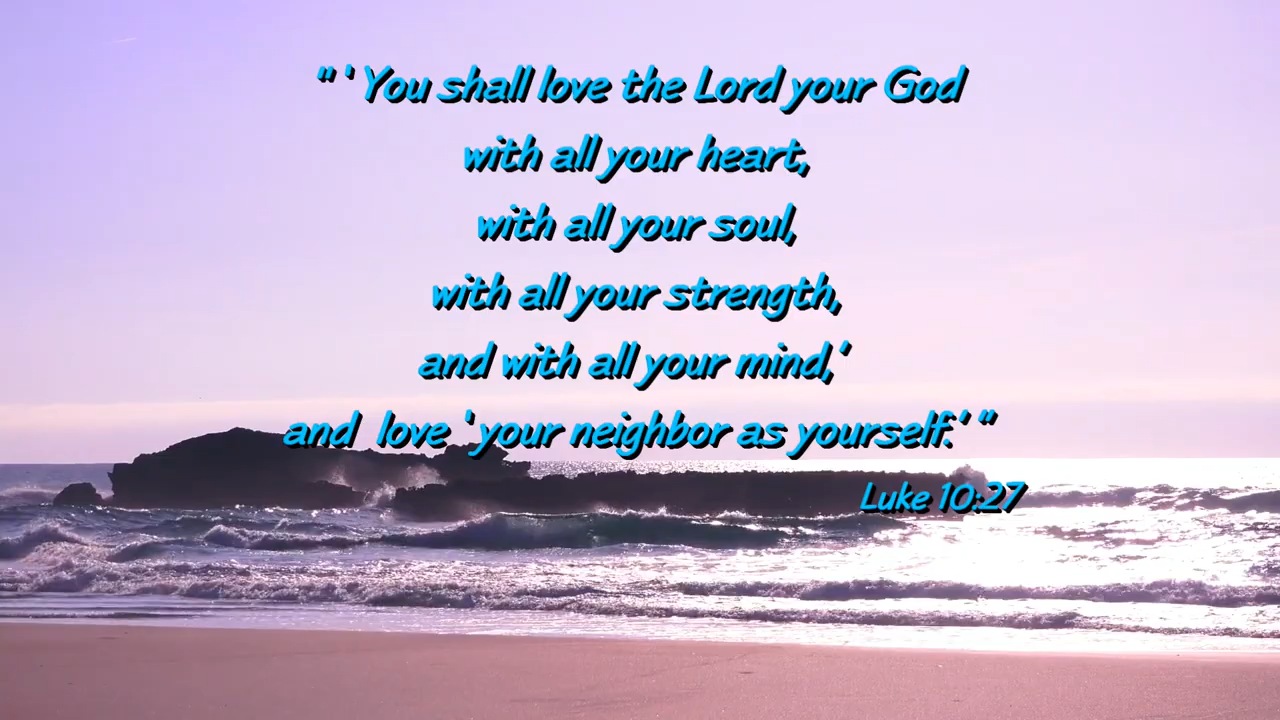 " ‘ You shall love the Lord your God
with all your heart,
with all your soul,
with all your strength,
and with all your mind,’
and love ‘ your neighbor as yourself.’ ”
Luke 10:27